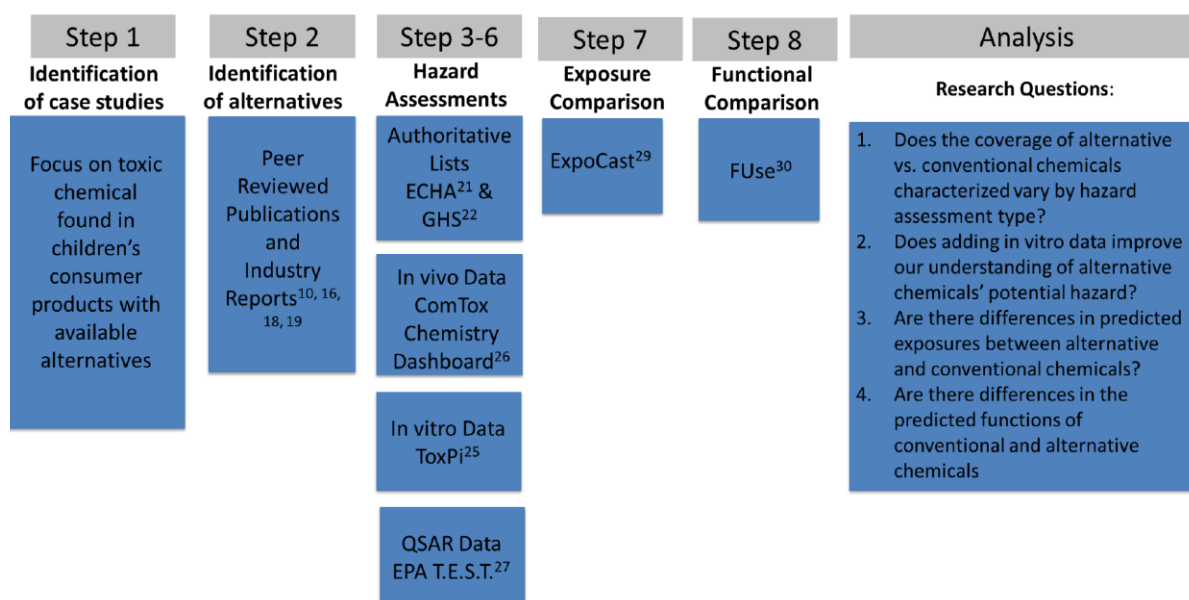 Step 1
Identification
of case studies
Focus on toxic
chemical
found in
children’s
consumer
products with
available
alternatives
Step 2
Identification
of alternatives
Peer
Reviewed
Publications
and
Industry
Reports10, 16,
18, 19
Step 3-6
Hazard
Assessments
Authoritative
Lists
ECHA21 &
GHS22
In vivo Data
ComTox
Chemistry
Dashboard26
In vitro Data
ToxPi25
QSAR Data
EPA T.E.S.T.27
Step 7
Exposure
Comparison
ExpoCast29
Step 8
Functional
Comparison
FUse30
Analysis
Research Questions:
1. Does the coverage of alternative
vs. conventional chemicals
characterized vary by hazard
assessment type?
2. Does adding in vitro data improve
our understanding of alternative
chemicals’ potential hazard?
3. Are there differences in predicted
exposures between alternative
and conventional chemicals?
4. Are there differences in the
predicted functions of
conventional and alternative
chemicals